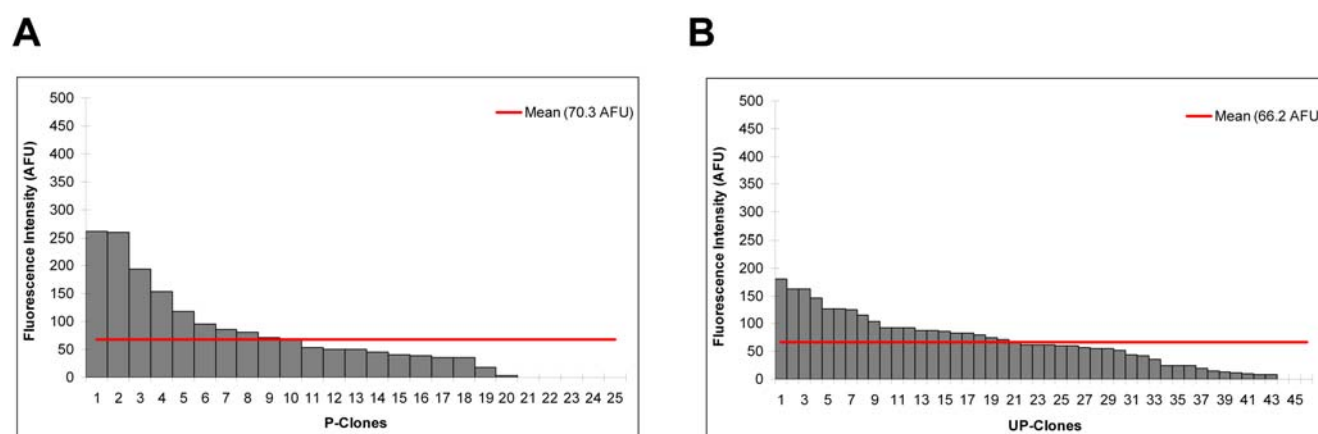 A
500
450
400
350
300
250
200
150
100
50
0
Fluorescence Intensity (AFU)
Mean (70.3 AFU)
1 2 3 4 5 6 7 8 9 10 11 12 13 14 15 16 17 18 19 20 21 22 23 24 25
P-Clones
B
500
450
400
350
300
250
200
150
100
50
0
Fluorescence Intensity (AFU)
Mean (66.2 AFU
1 3 5 7 9 11 13 15 17 19 21 23 25 27 29 31 33 35 37 39 41 43 45
UP-Clones